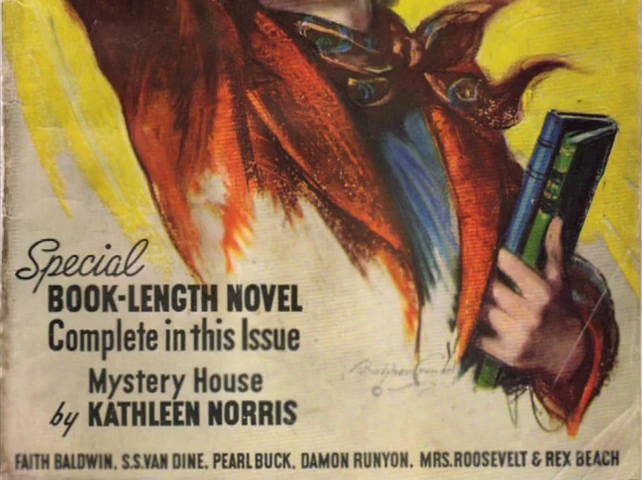 Special
BOOK-LENGTH NOVEL
Complete in this Issue
Mystery House
by KATHLEEN NORRIS
FAITH BALDWIN, S.S. VAN DINE, PEARL BUCK, DAMON RUNYON, MRS. ROOSEVELT & REX BEACH